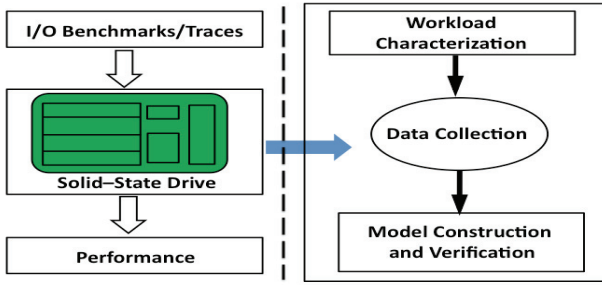 I/O Benchmarks/Traces
Solid–State Drive
Performance
Workload
Characterization
Data Collection
Model Construction
and Verification